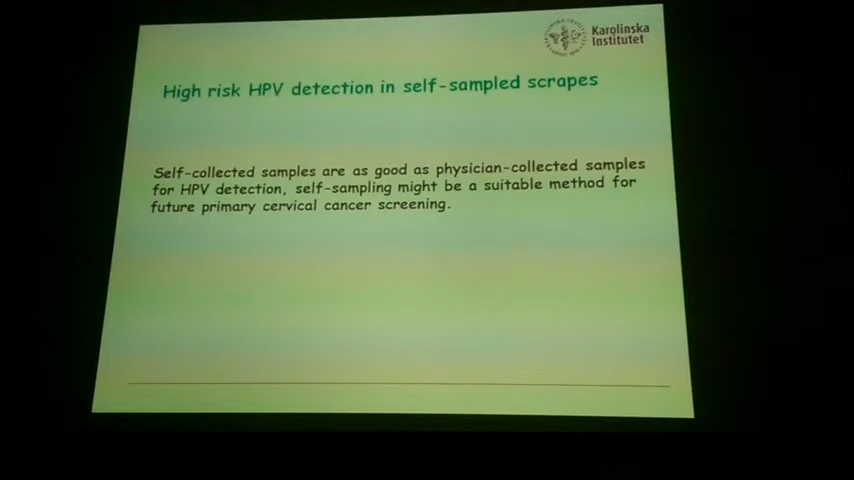 Karolinska
Institutet
High risk HPV detection in self-sampled scrapes
Self-collected samples are as good as physician-collected samples
for HPV detection, self-sampling might be a suitable method for
future primary cervical cancer screening.